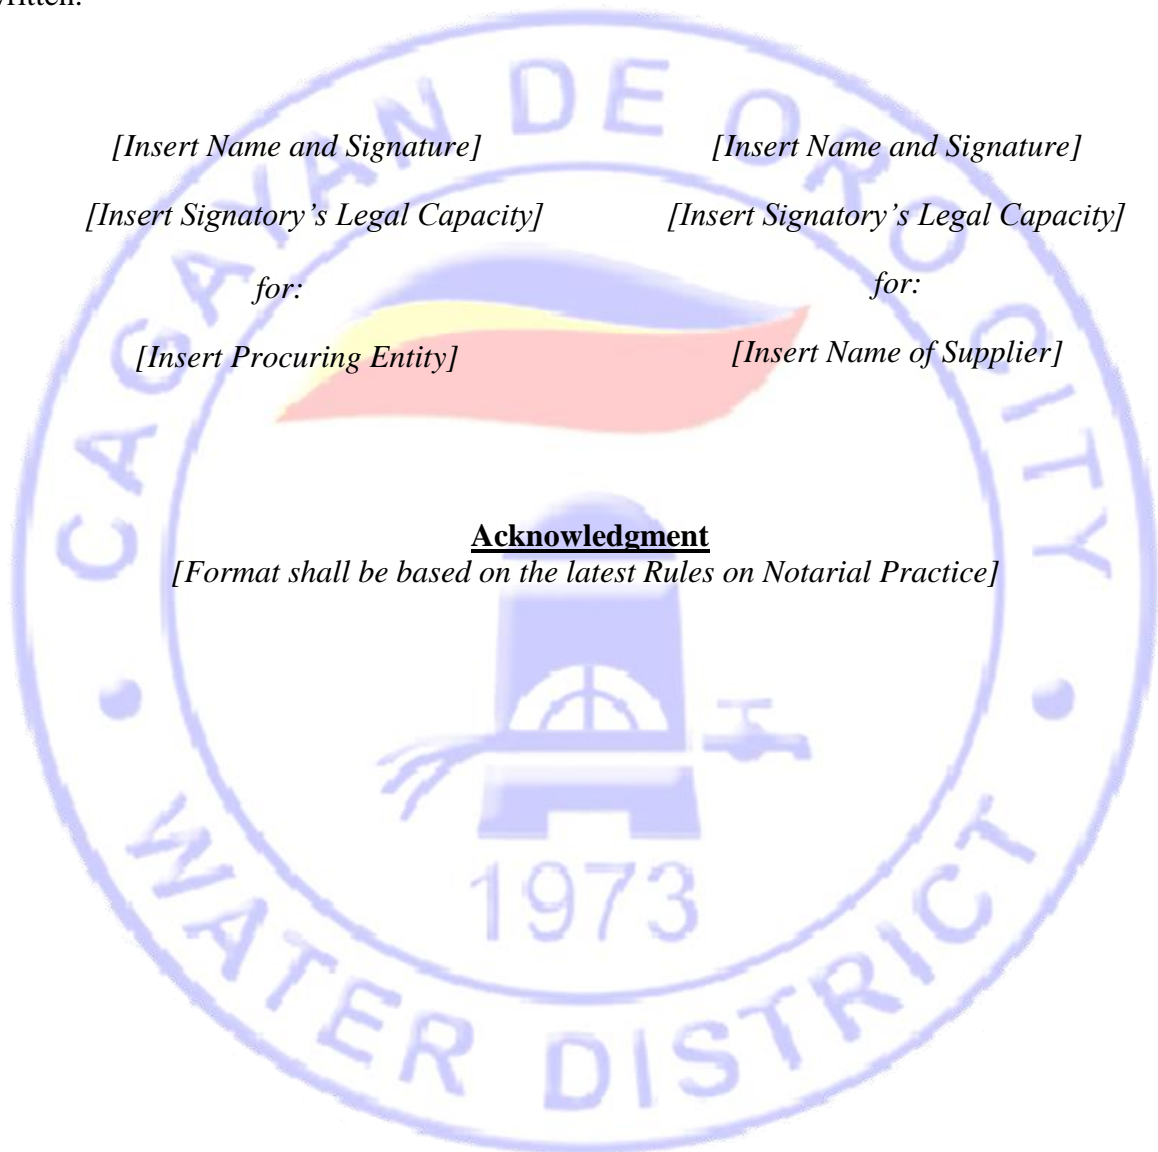 ritten.
[Insert Name and Signature] [Insert Name and Signature]
[Insert Signatory’s Legal Capacity] [Insert Signatory’s Legal Capacity]
for: for:
[Insert Procuring Entity] [Insert Name of Supplier]
Acknowledgment
[Format shall be based on the latest Rules on Notarial Practice]
CAGAYAN DE ORO CITY
1973
WATER DISTRICT